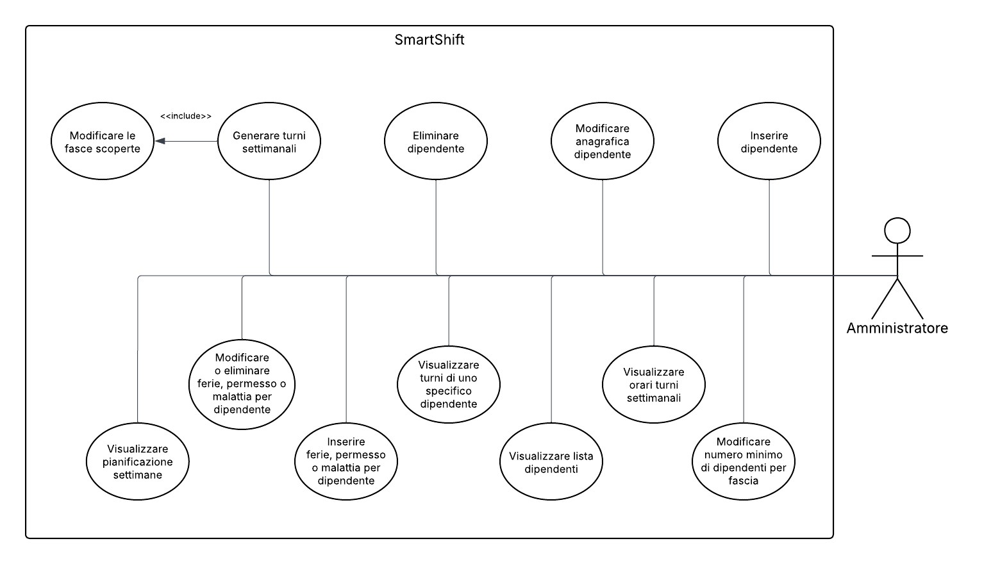 SmartShift
Modificare le
fasce scoperte
<<include>>
Generare turni
settimanali
Eliminare
dipendente
Modificare
anagrafica
dipendente
Inserire
dipendente
Amministratore
Modificare
o eliminare
ferie, permesso o
malattia per
dipendente
Visualizzare
turni di uno
specifico
dipendente
Visualizzare
orari turni
settimanali
Visualizzare
pianificazione
settimane
Inserire
ferie, permesso
o malattia per
dipendente
Visualizzare lista
dipendenti
Modificare
numero minimo
di dipendenti per
fascia